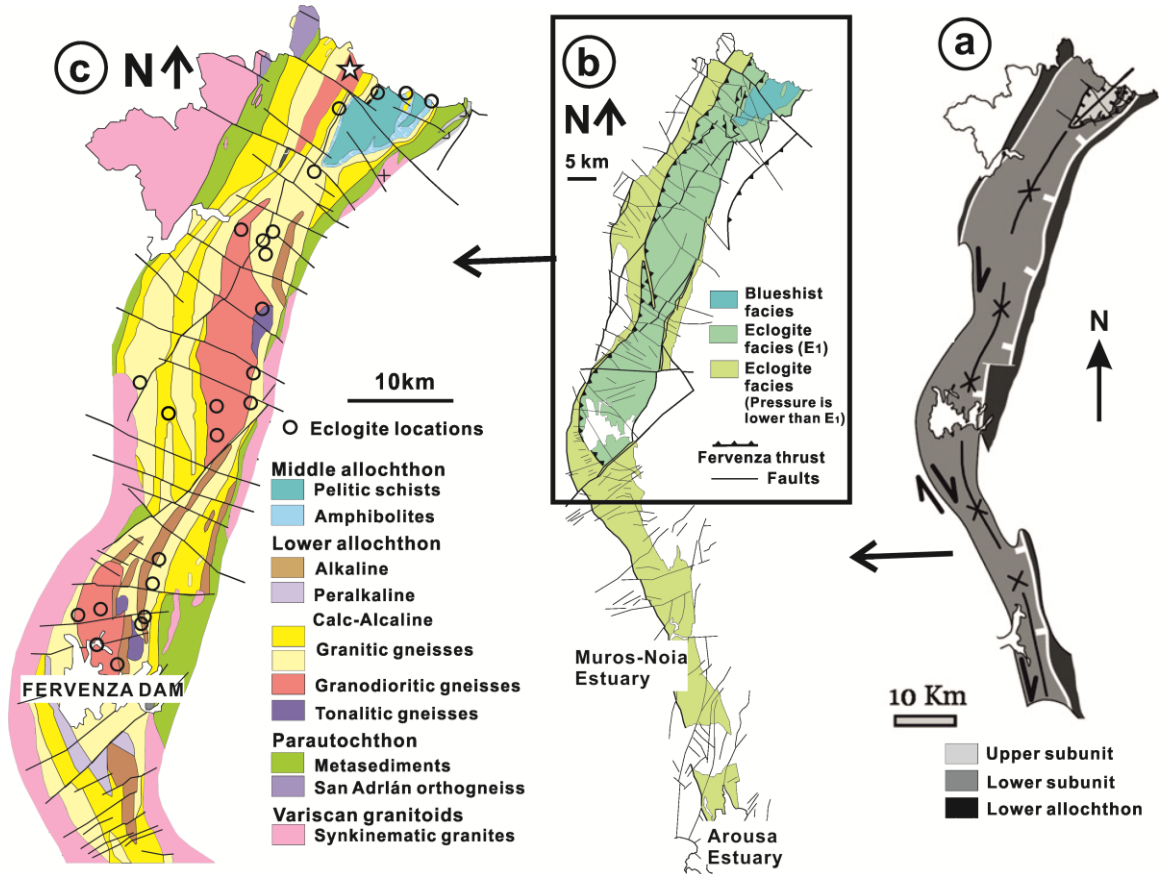 c
N
10km
Eclogite locations
Middle allochthon
Pelitic schists
Amphibolites
Lower allochthon
Alkaline
Peralkaline
Calc-Alcaline
Granitic gneisses
Granodioritic gneisses
Tonalitic gneisses
Parautochthon
Metasediments
San Adrlán orthogneiss
Variscan granitoids
Synkinematic granites
FERVENZA DAM
b
N
5 km
Blueshist
facies
Eclogite
facies (E1)
Eclogite
facies
(Pressure is
lower than E1)
Fervenza thrust
Faults
Muros-Noia
Estuary
Arousa
Estuary
a
N
10 Km
Upper subunit
Lower subunit
Lower allochthon